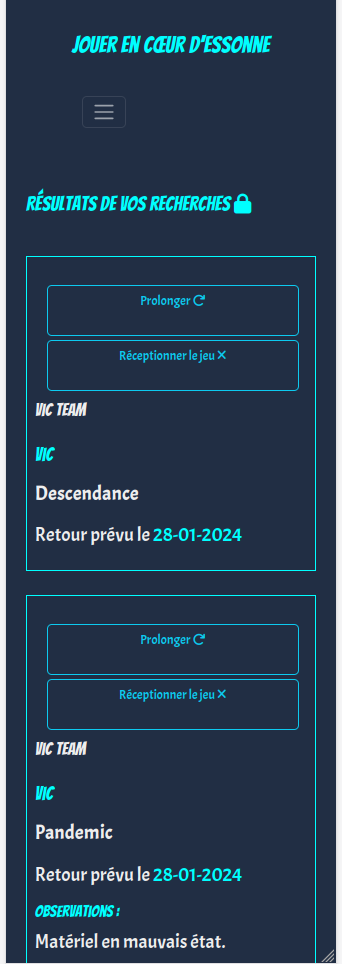 JOUER EN CŒUR D'ESSONNE
RÉSULTATS DE VOS RECHERCHES
Prolonger
Réceptionner le jeu
VIC TEAM
VIC
Descendance
Retour prévu le 28-01-2024
Prolonger
Réceptionner le jeu
VIC TEAM
VIC
Pandemic
Retour prévu le 28-01-2024
OBSERVATIONS :
Matériel en mauvais état.